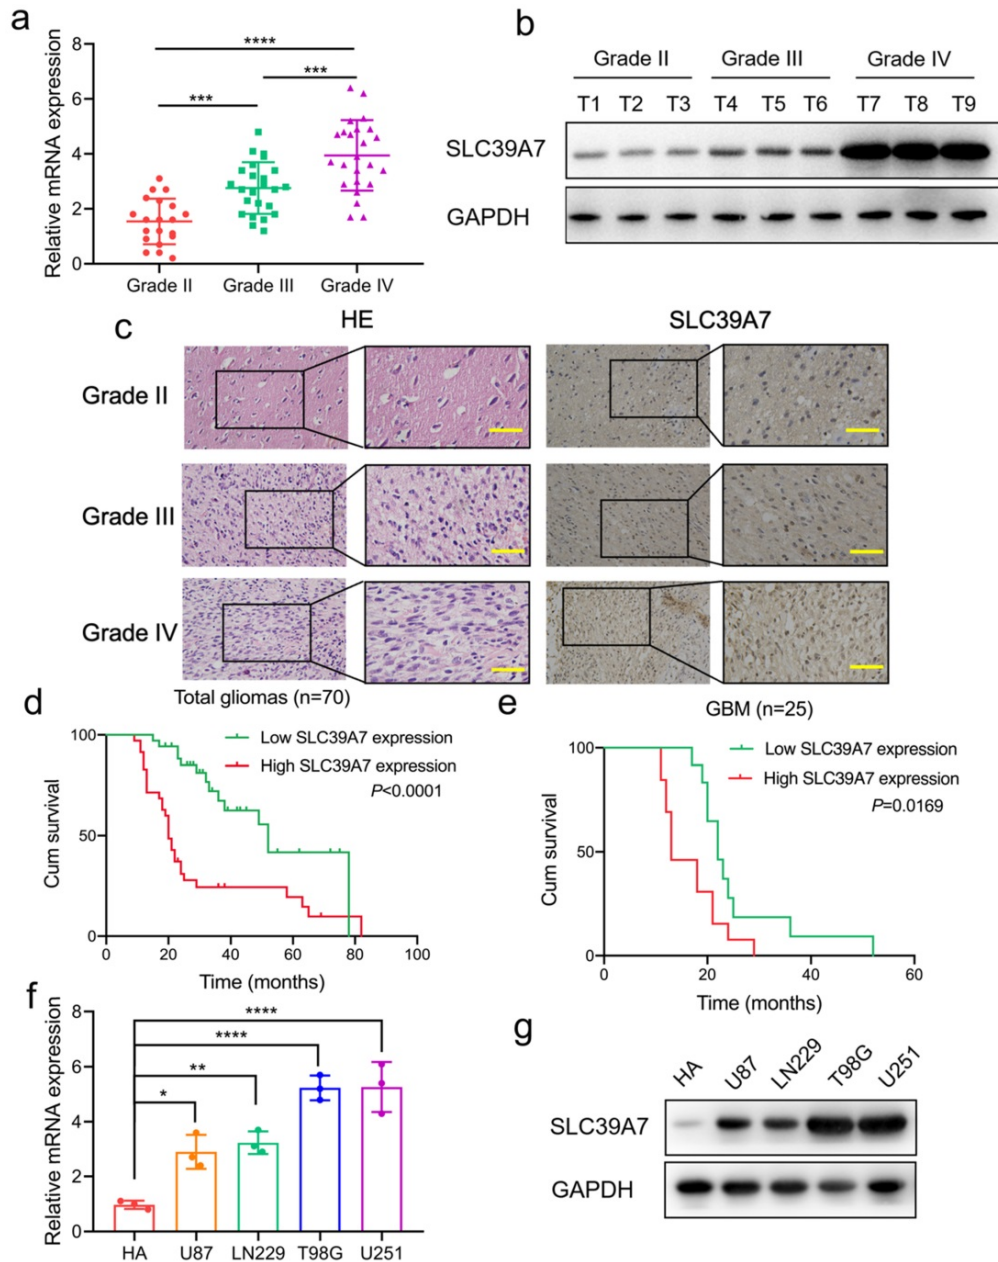 a
Relative mRNA expression
8
6
4
2
0
****
***
***
Grade II
Grade III
Grade IV
b
Grade II
Grade III
Grade IV
T1 T2 T3 T4 T5 T6 T7 T8 T9
SLC39A7
GAPDH
c
HE
SLC39A7
Grade II
Grade III
Grade IV
d
Total gliomas (n=70)
Low SLC39A7 expression
High SLC39A7 expression
P<0.0001
Cum survival
100
50
0
0 20 40 60 80 100
Time (months)
e
GBM (n=25)
Low SLC39A7 expression
High SLC39A7 expression
P=0.0169
Cum survival
100
50
0
0 20 40 60
Time (months)
f
Relative mRNA expression
8
6
4
2
0
****
****
**
*
HA U87 LN229 T98G U251
g
HA U87 LN229 T98G U251
SLC39A7
GAPDH